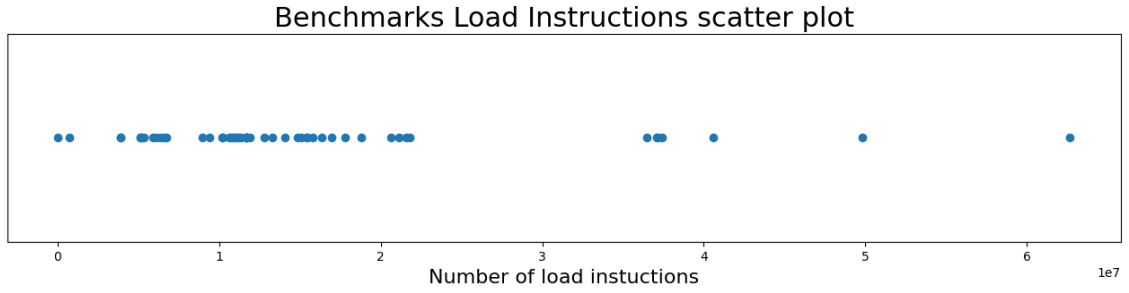 Benchmarks Load Instructions scatter plot
0 1 2 3 4 5 6
1e7
Number of load instuctions